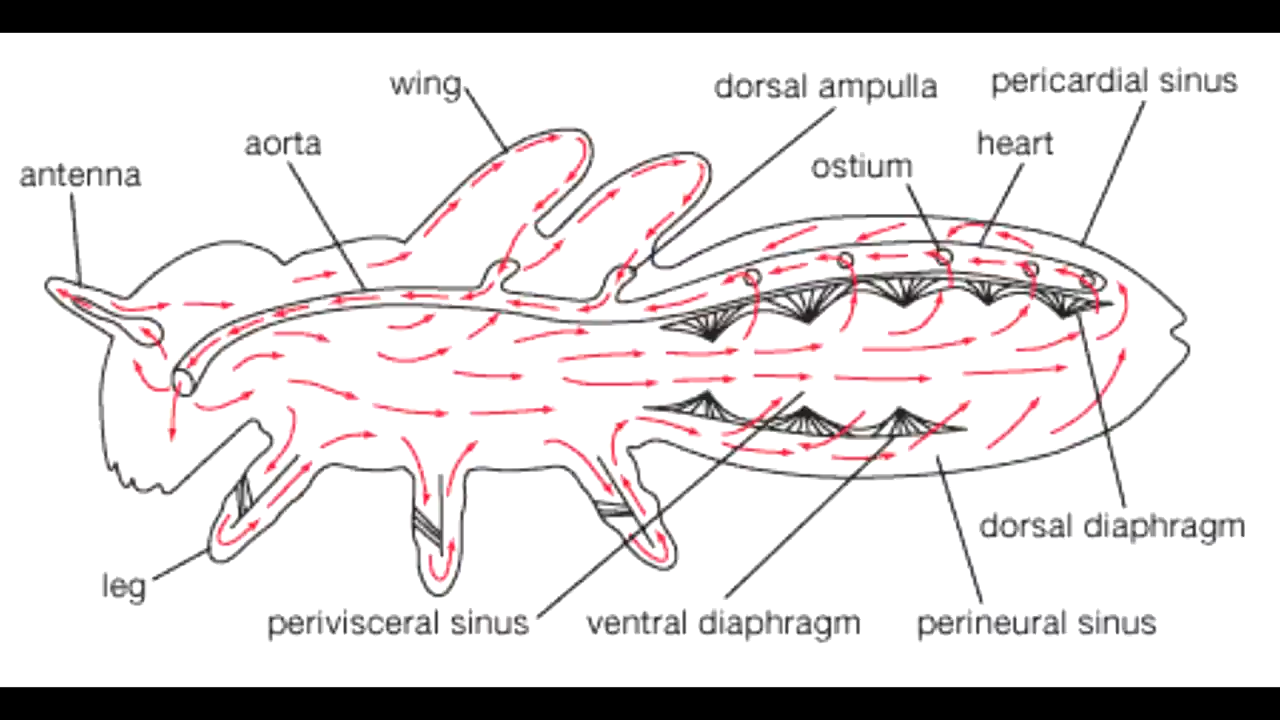 wing
dorsal ampulla
pericardial sinus
aorta
heart
antenna
ostium
dorsal diaphragm
leg
perivisceral sinus
ventral diaphragm
perineural sinus